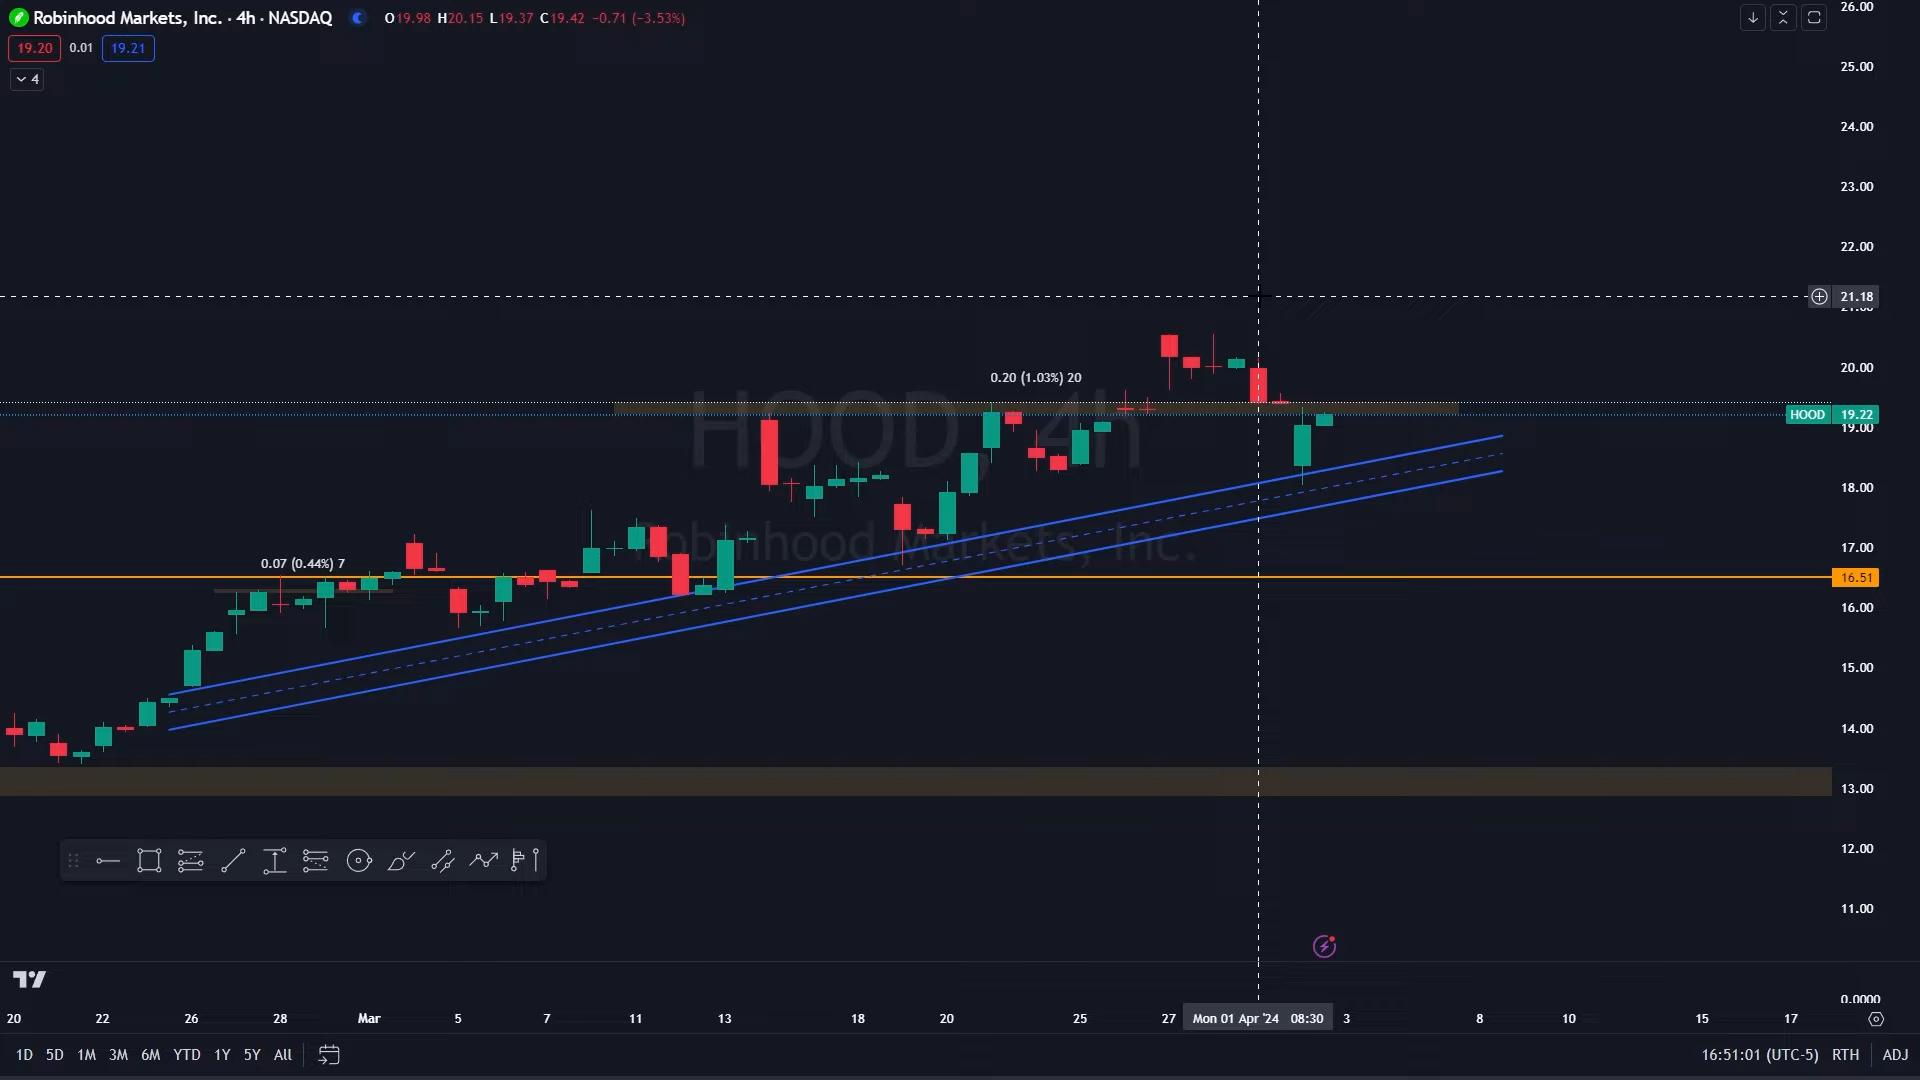 Robinhood Markets, Inc. · 4h · NASDAQ O19.98 H20.15 L19.37 C19.42 −0.71 (−3.53%)
19.20 0.01 19.21
4
26.00
25.00
24.00
23.00
22.00
21.18
21.00
20.00
0.20 (1.03%) 20
HOOD 19.22
19.00
HOOD, 4h
18.00
17.00
Robinhood Markets, Inc.
0.07 (0.44%) 7
16.51
16.00
15.00
14.00
13.00
12.00
11.00
0.0000
20 22 26 28 Mar 5 7 11 13 18 20 25 27 Mon 01 Apr '24 08:30 3 8 10 15 17
1D 5D 1M 3M 6M YTD 1Y 5Y All 16:51:01 (UTC-5) RTH ADJ